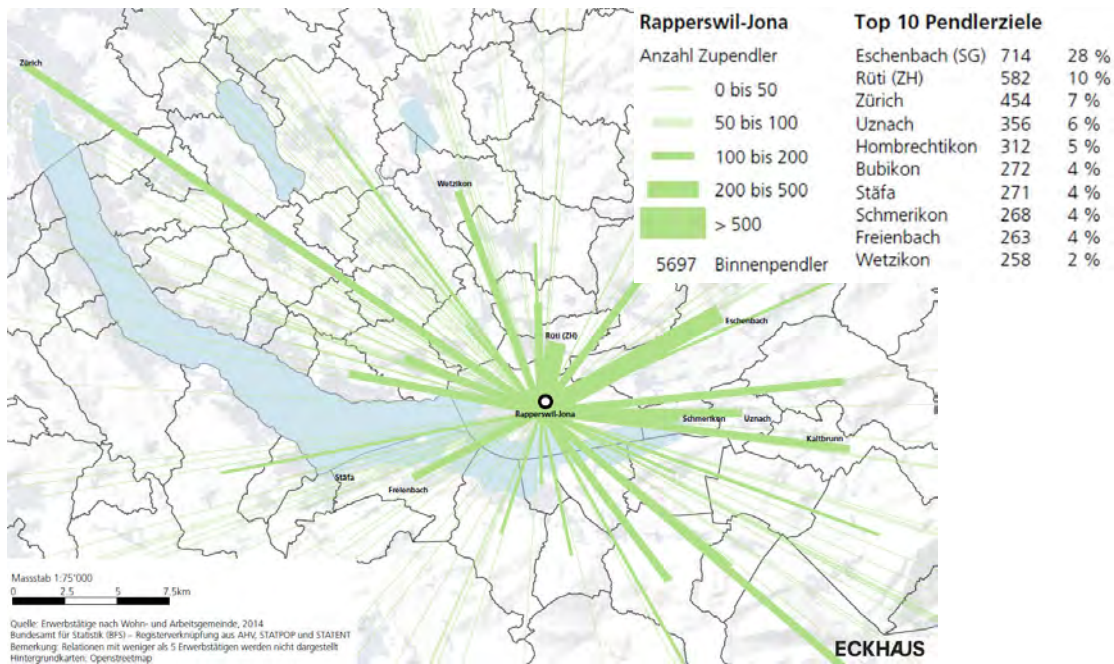 Rapperswil-Jona
Anzahl Zupendler
0 bis 50
50 bis 100
100 bis 200
200 bis 500
> 500
5697 Binnenpendler
Top 10 Pendlerziele
Eschenbach (SG) 714 28 %
Rüti (ZH) 582 10 %
Zürich 454 7 %
Uznach 356 6 %
Hombrechtikon 312 5 %
Bubikon 272 4 %
Stäfa 271 4 %
Schmerikon 268 4 %
Freienbach 263 4 %
Wetzikon 258 2 %
Zürich
Wetzikon
Rüti (ZH)
Eschenbach
Rapperswil-Jona
Schmerikon
Uznach
Kaltbrunn
Stäfa
Freienbach
Massstab 1:75'000
0 2.5 5 7.5km
Quelle: Erwerbstätige nach Wohn- und Arbeitsgemeinde, 2014
Bundesamt für Statistik (BFS) – Registerverknüpfung aus AHV, STATPOP und STATENT
Bemerkung: Relationen mit weniger als 5 Erwerbstätigen werden nicht dargestellt
Hintergrundkarten: Openstreetmap
ECKHAUS